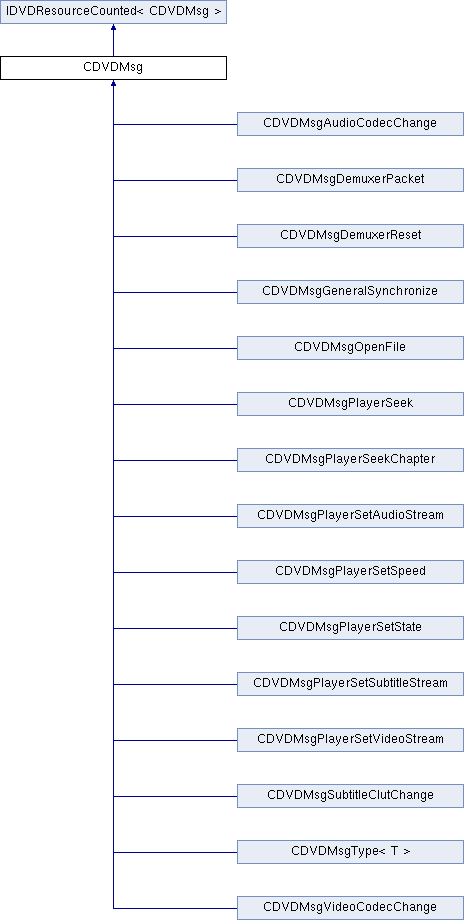 IDVDResourceCounted< CDVDMsg >
CDVDMsg
CDVDMsgAudioCodecChange
CDVDMsgDemuxerPacket
CDVDMsgDemuxerReset
CDVDMsgGeneralSynchronize
CDVDMsgOpenFile
CDVDMsgPlayerSeek
CDVDMsgPlayerSeekChapter
CDVDMsgPlayerSetAudioStream
CDVDMsgPlayerSetSpeed
CDVDMsgPlayerSetState
CDVDMsgPlayerSetSubtitleStream
CDVDMsgPlayerSetVideoStream
CDVDMsgSubtitleClutChange
CDVDMsgType< T >
CDVDMsgVideoCodecChange